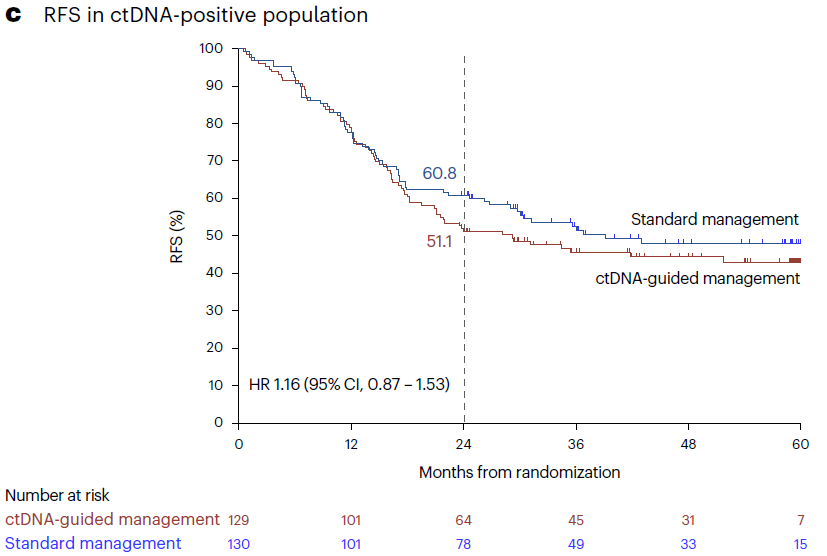 c RFS in ctDNA-positive population
100
90
80
70
60
50
40
30
20
10
0
RFS (%)
60.8
51.1
Standard management
ctDNA-guided management
HR 1.16 (95% CI, 0.87 – 1.53)
0 12 24 36 48 60
Months from randomization
Number at risk
ctDNA-guided management 129 101 64 45 31 7
Standard management 130 101 78 49 33 15